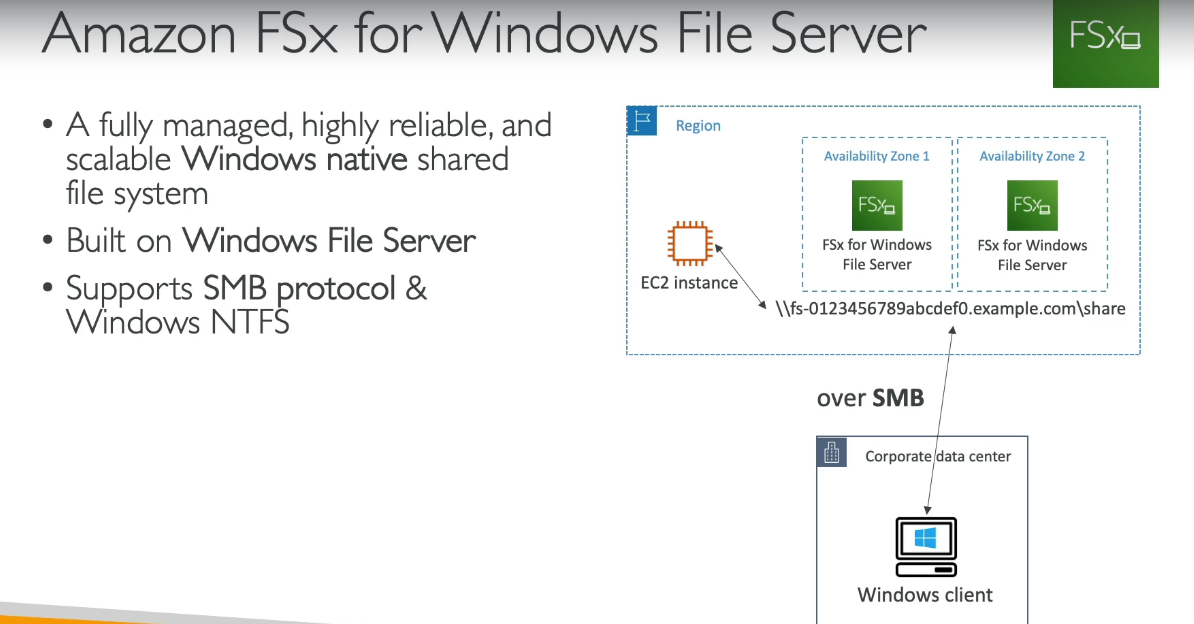 Amazon FSx for Windows File Server
FSx
• A fully managed, highly reliable, and
scalable Windows native shared
file system
• Built on Windows File Server
• Supports SMB protocol &
Windows NTFS
Region
Availability Zone 1
Availability Zone 2
FSx
FSx
FSx for Windows
File Server
FSx for Windows
File Server
EC2 instance
\\fs-0123456789abcdef0.example.com\share
over SMB
Corporate data center
Windows client